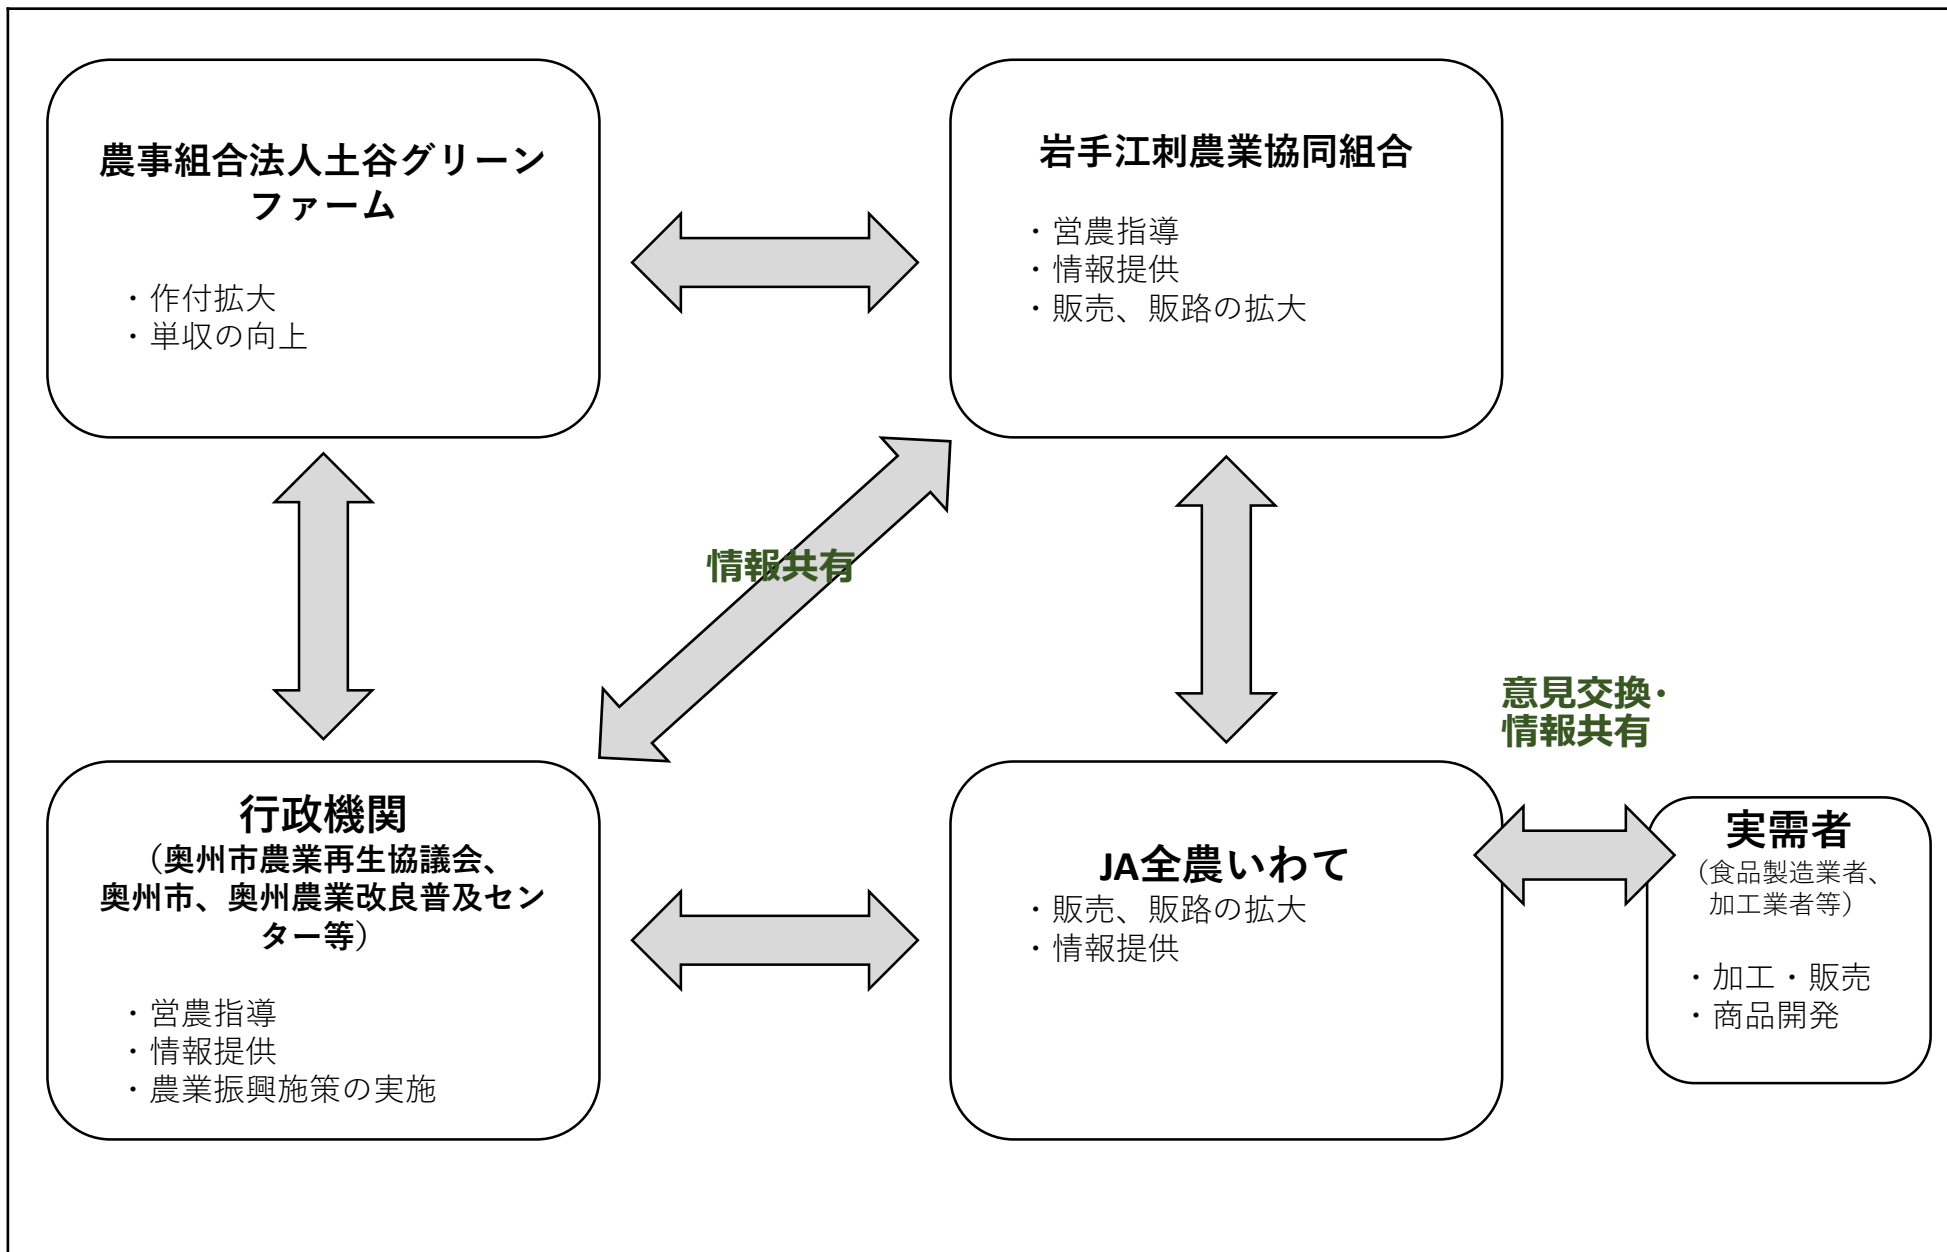 農事組合法人土谷グリーン
ファーム
・作付拡大
・単収の向上
岩手江刺農業協同組合
・営農指導
・情報提供
・販売、販路の拡大
情報共有
行政機関
（奥州市農業再生協議会、
奥州市、奥州農業改良普及セン
ター等）
・営農指導
・情報提供
・農業振興施策の実施
JA全農いわて
・販売、販路の拡大
・情報提供
意見交換・
情報共有
実需者
（食品製造業者、
加工業者等）
・加工・販売
・商品開発